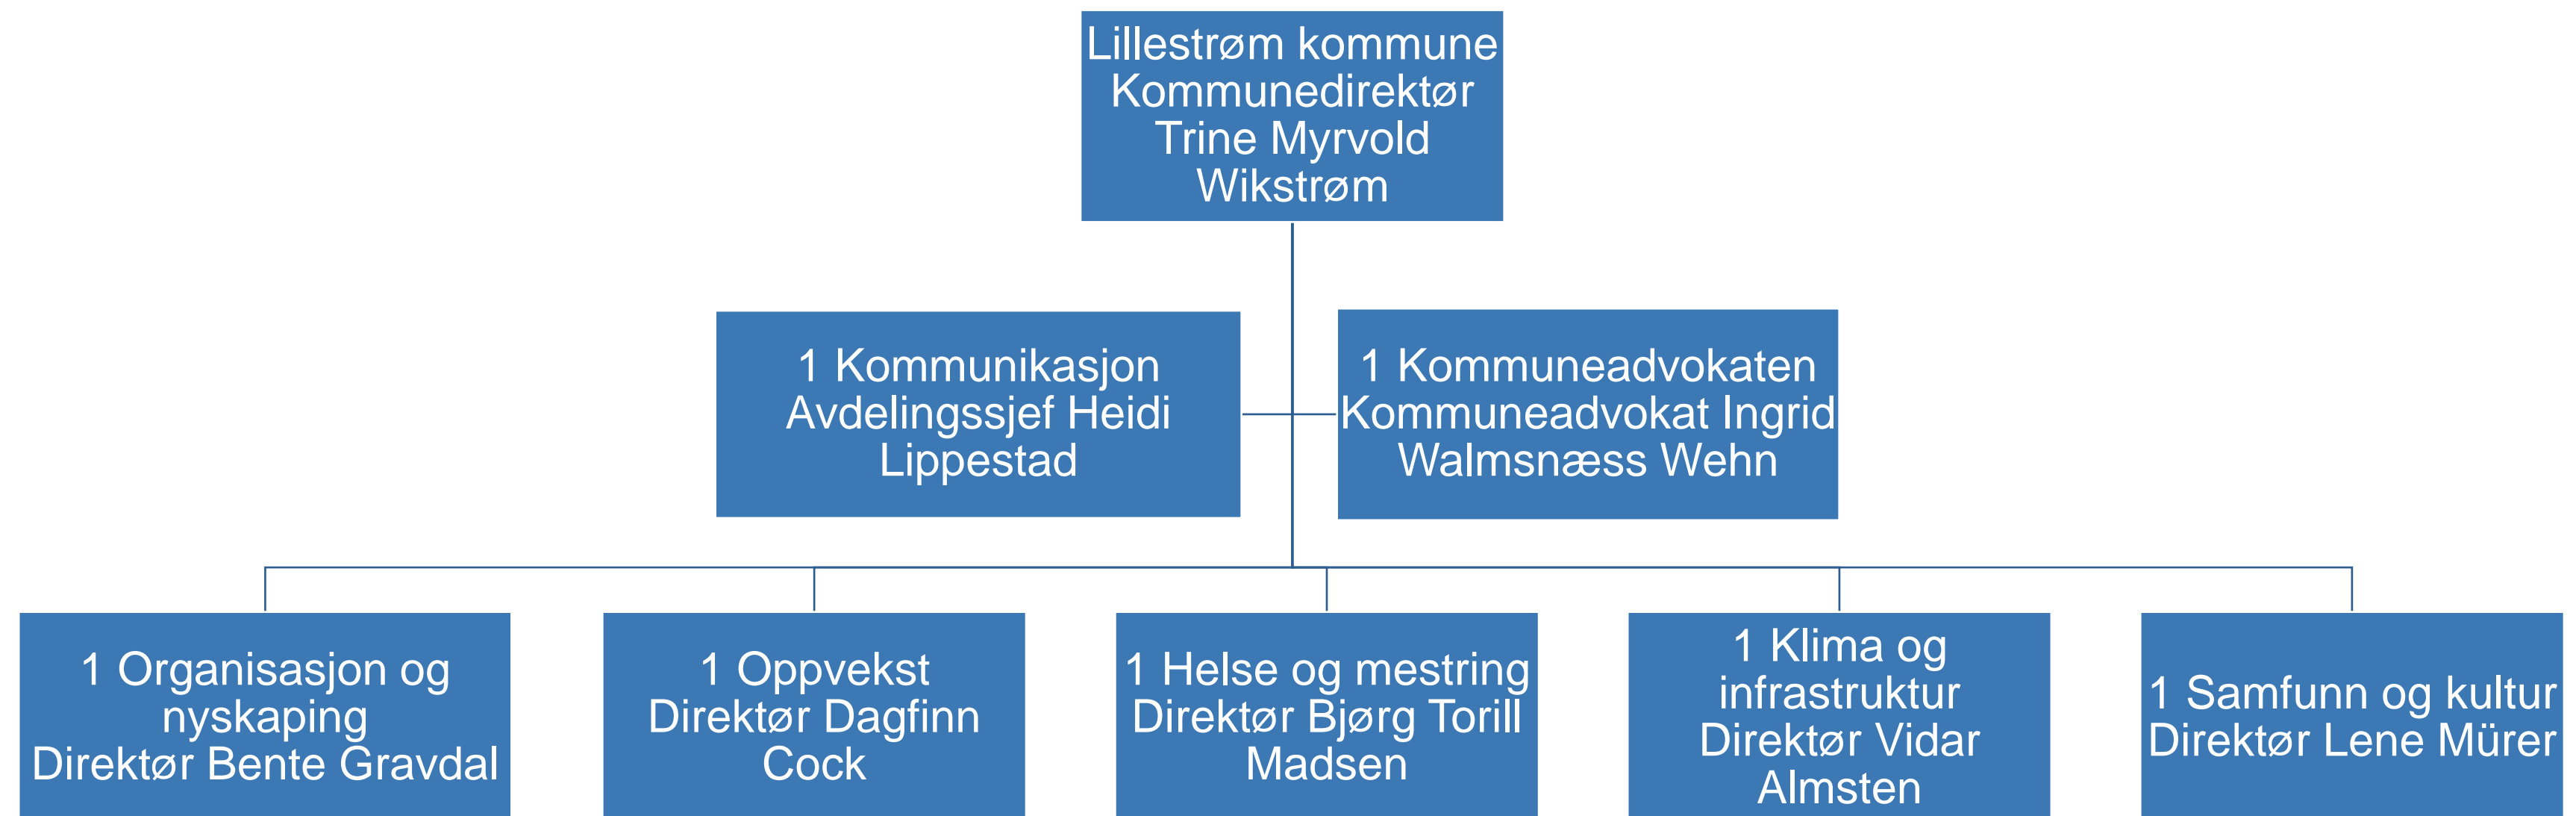 Lillestrøm kommune
Kommunedirektør
Trine Myrvold
Wikstrøm
1 Kommunikasjon
Avdelingssjef Heidi
Lippestad
1 Kommuneadvokaten
Kommuneadvokat Ingrid
Walmsnæss Wehn
1 Organisasjon og
nyskaping
Direktør Bente Gravdal
1 Oppvekst
Direktør Dagfinn
Cock
1 Helse og mestring
Direktør Bjørg Torill
Madsen
1 Klima og
infrastruktur
Direktør Vidar
Almsten
1 Samfunn og kultur
Direktør Lene Mürer